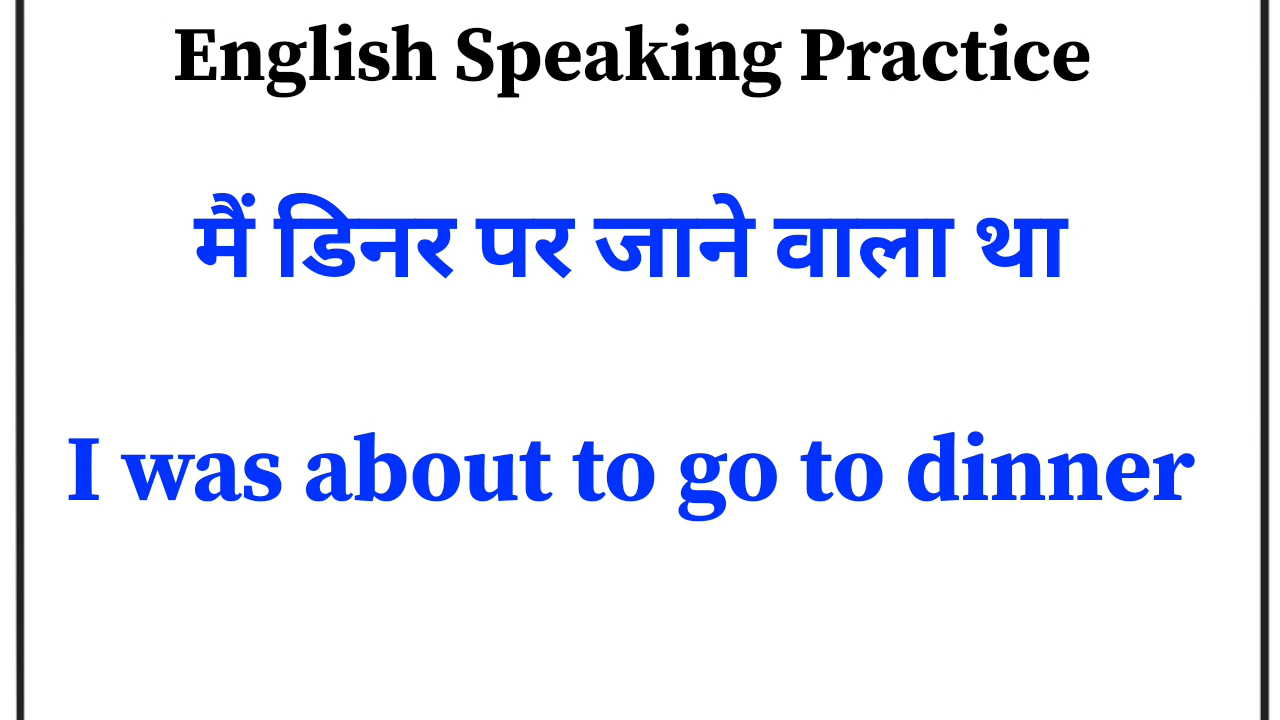 English Speaking Practice
मैं डिनर पर जाने वाला था
I was about to go to dinner